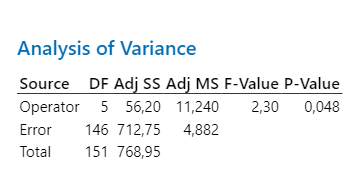 Analysis of Variance
Source DF Adj SS Adj MS F-Value P-Value
Operator 5 56,20 11,240 2,30 0,048
Error 146 712,75 4,882
Total 151 768,95